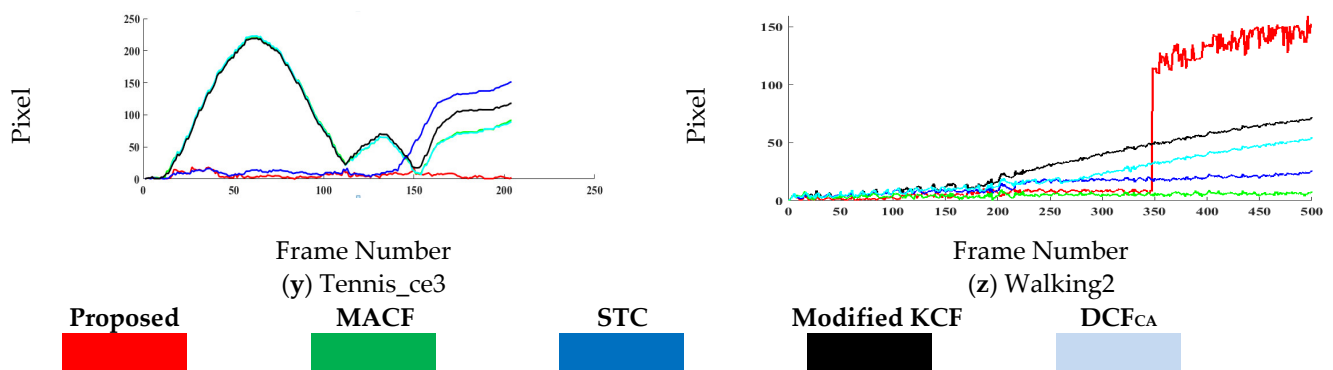 250
200
150
100
50
0
0 50 100 150 200 250
Pixel
Frame Number
(y) Tennis_ce3
150
100
50
0
0 50 100 150 200 250 300 350 400 450 500
Pixel
Frame Number
(z) Walking2
Proposed MACF STC Modified KCF DCFCA